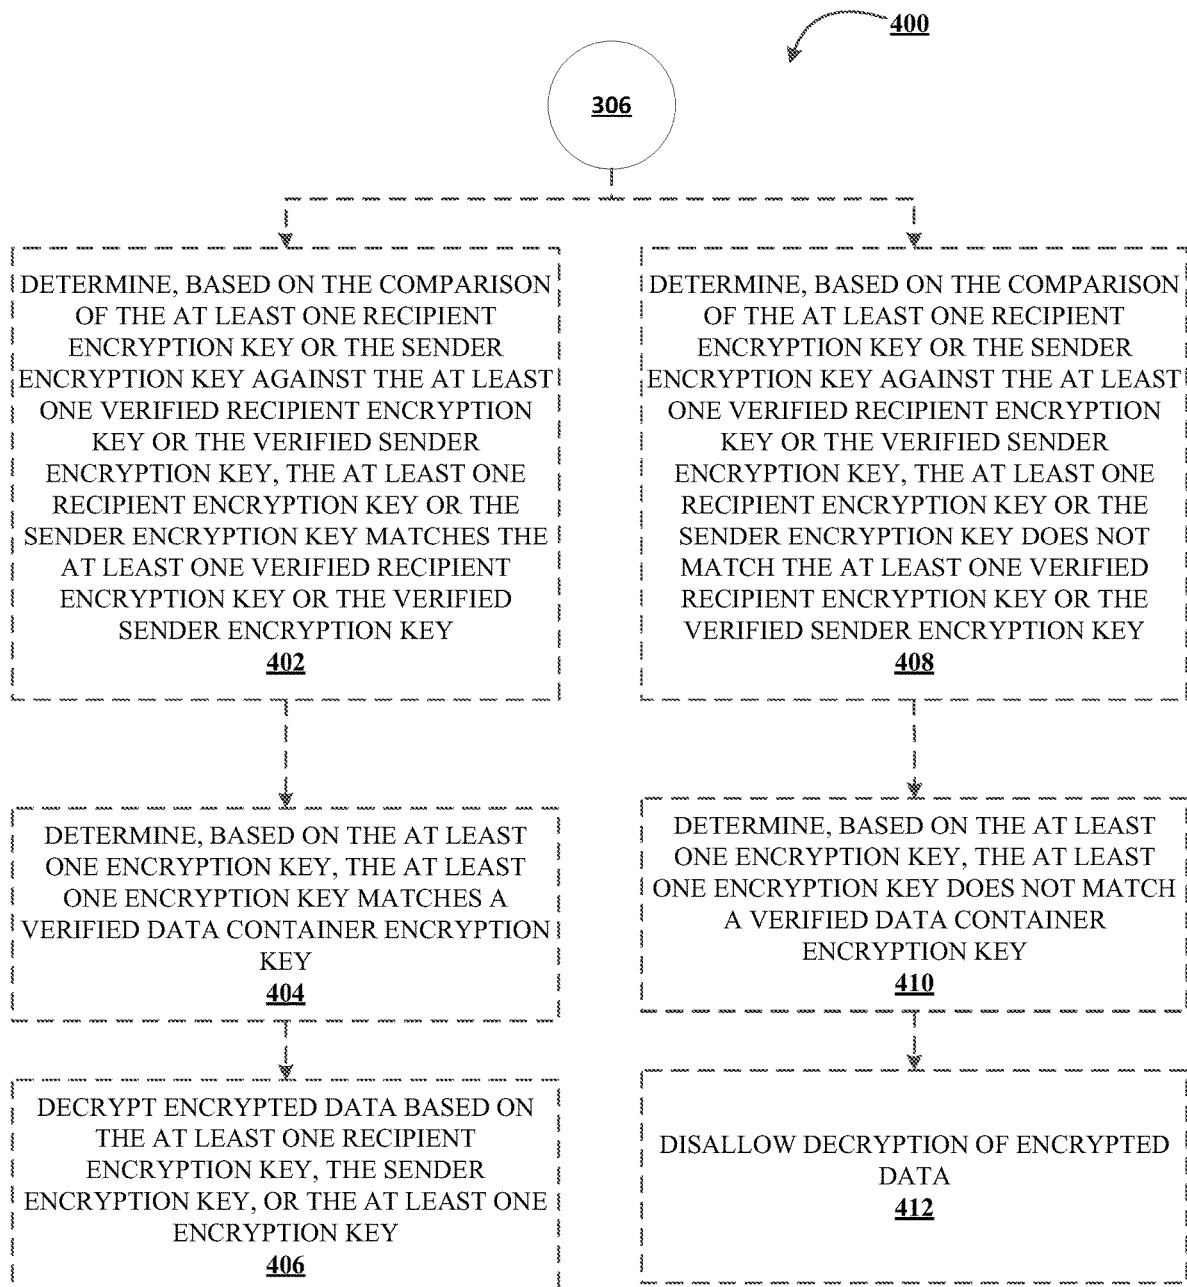 400
306
DETERMINE, BASED ON THE COMPARISON
OF THE AT LEAST ONE RECIPIENT
ENCRYPTION KEY OR THE SENDER
ENCRYPTION KEY AGAINST THE AT LEAST
ONE VERIFIED RECIPIENT ENCRYPTION
KEY OR THE VERIFIED SENDER
ENCRYPTION KEY, THE AT LEAST ONE
RECIPIENT ENCRYPTION KEY OR THE
SENDER ENCRYPTION KEY MATCHES THE
AT LEAST ONE VERIFIED RECIPIENT
ENCRYPTION KEY OR THE VERIFIED
SENDER ENCRYPTION KEY
402
DETERMINE, BASED ON THE AT LEAST
ONE ENCRYPTION KEY, THE AT LEAST
ONE ENCRYPTION KEY MATCHES A
VERIFIED DATA CONTAINER ENCRYPTION
KEY
404
DECRYPT ENCRYPTED DATA BASED ON
THE AT LEAST ONE RECIPIENT
ENCRYPTION KEY, THE SENDER
ENCRYPTION KEY, OR THE AT LEAST ONE
ENCRYPTION KEY
406
DETERMINE, BASED ON THE COMPARISON
OF THE AT LEAST ONE RECIPIENT
ENCRYPTION KEY OR THE SENDER
ENCRYPTION KEY AGAINST THE AT LEAST
ONE VERIFIED RECIPIENT ENCRYPTION
KEY OR THE VERIFIED SENDER
ENCRYPTION KEY, THE AT LEAST ONE
RECIPIENT ENCRYPTION KEY OR THE
SENDER ENCRYPTION KEY DOES NOT
MATCH THE AT LEAST ONE VERIFIED
RECIPIENT ENCRYPTION KEY OR THE
VERIFIED SENDER ENCRYPTION KEY
408
DETERMINE, BASED ON THE AT LEAST
ONE ENCRYPTION KEY, THE AT LEAST
ONE ENCRYPTION KEY DOES NOT MATCH
A VERIFIED DATA CONTAINER
ENCRYPTION KEY
410
DISALLOW DECRYPTION OF ENCRYPTED
DATA
412